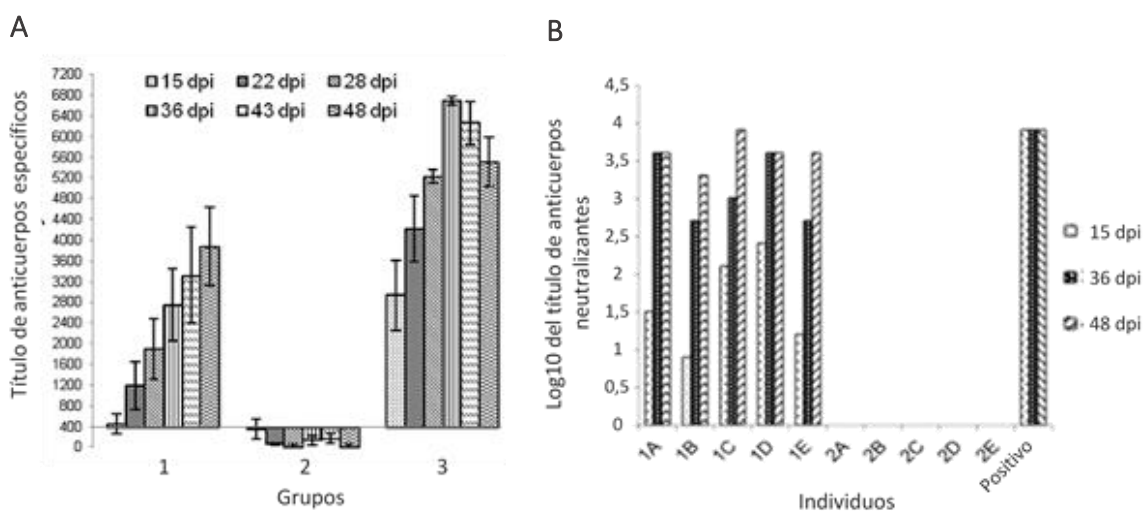 A
7200
6800
6400
6000
5600
5200
4800
4400
4000
3600
3200
2800
2400
2000
1600
1200
800
400
0
Título de anticuerpos específicos
15 dpi 22 dpi 28 dpi
36 dpi 43 dpi 48 dpi
1 2 3
Grupos
B
4,5
4
3,5
3
2,5
2
1,5
1
0,5
0
Log10 del título de anticuerpos
neutralizantes
1A 1B 1C 1D 1E 2A 2B 2C 2D 2E Positivo
Individuos
15 dpi
36 dpi
48 dpi